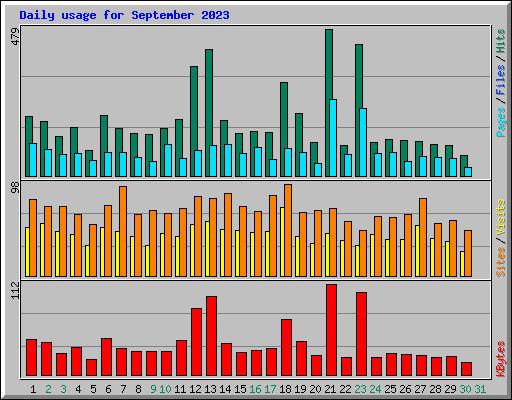 Daily usage for September 2023
479
98
112
Pages / Files / Hits
Sites / Visits
KBytes
1 2 3 4 5 6 7 8 9 10 11 12 13 14 15 16 17 18 19 20 21 22 23 24 25 26 27 28 29 30 31